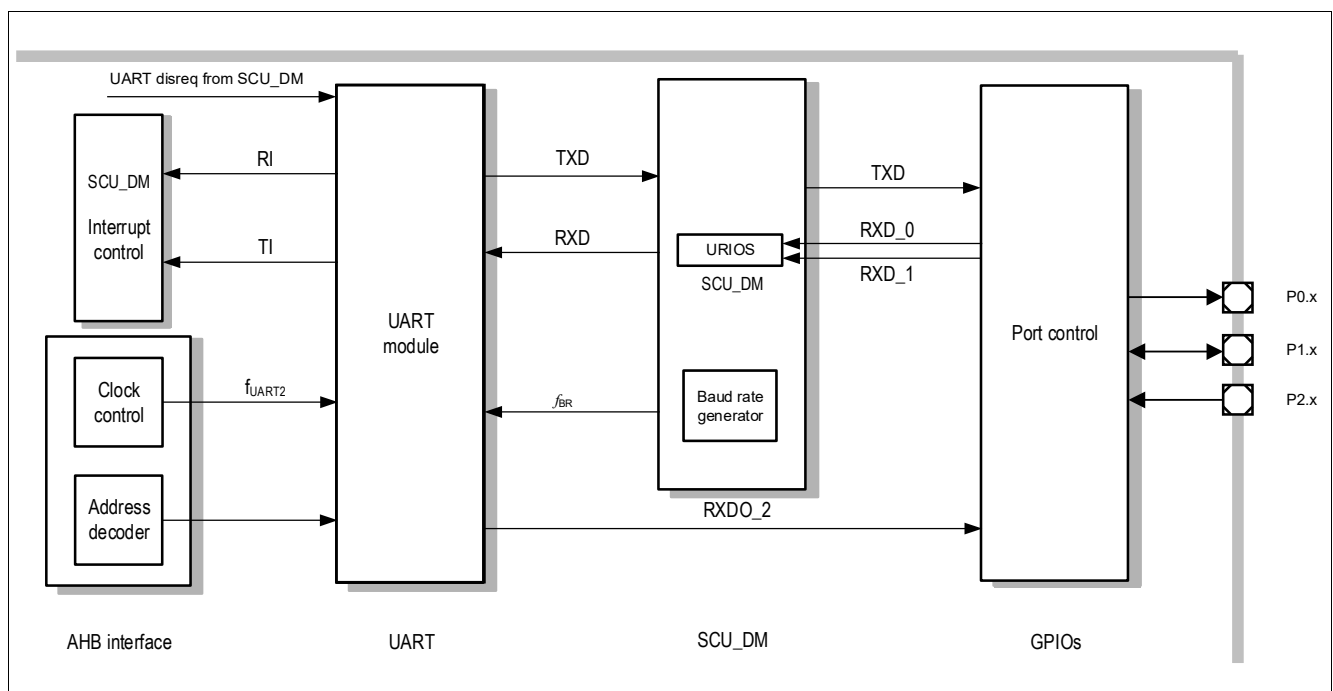 UART disreq from SCU_DM
SCU_DM
Interrupt
control
RI
TI
UART
module
TXD
RXD
URIOS
SCU_DM
TXD
RXD_0
RXD_1
Port control
P0.x
P1.x
P2.x
Clock
control
fUART2
fBR
Baud rate
generator
Address
decoder
RXDO_2
AHB interface
UART
SCU_DM
GPIOs